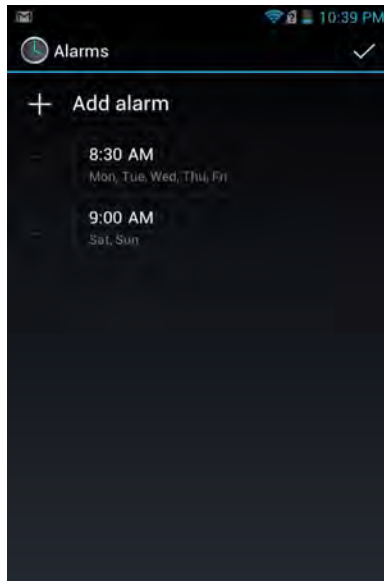 10:39 PM
Alarms
Add alarm
8:30 AM
Mon, Tue, Wed, Thu, Fri
9:00 AM
Sat, Sun